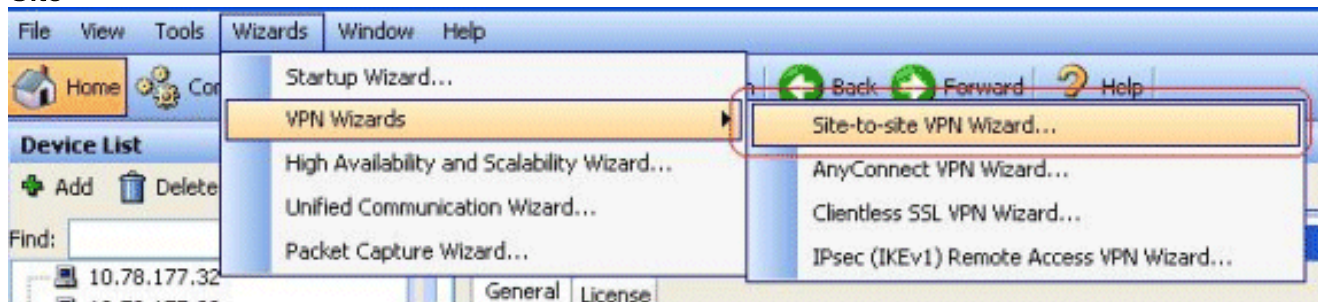 File View Tools Wizards Window Help
Home Back Forward Help
Startup Wizard...
VPN Wizards
High Availability and Scalability Wizard...
Unified Communication Wizard...
Packet Capture Wizard...
Site-to-site VPN Wizard...
AnyConnect VPN Wizard...
Clientless SSL VPN Wizard...
IPsec (IKEv1) Remote Access VPN Wizard...
Device List
Add Delete
Find:
10.78.177.32
General License